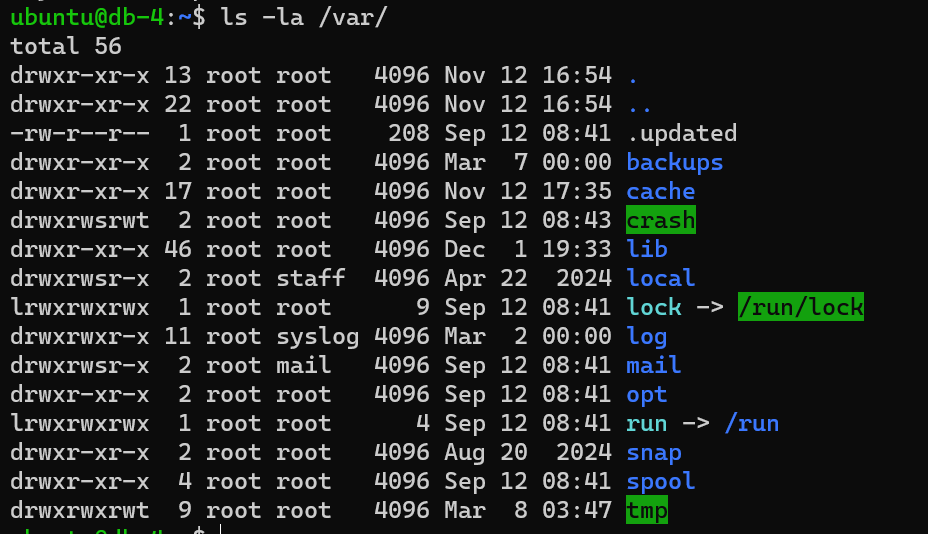 ubuntu@db-4:~$ ls -la /var/
total 56
drwxr-xr-x 13 root root   4096 Nov 12 16:54 .
drwxr-xr-x 22 root root   4096 Nov 12 16:54 ..
-rw-r--r--  1 root root    208 Sep 12 08:41 .updated
drwxr-xr-x  2 root root   4096 Mar  7 00:00 backups
drwxr-xr-x 17 root root   4096 Nov 12 17:35 cache
drwxrwsrwt  2 root root   4096 Sep 12 08:43 crash
drwxr-xr-x 46 root root   4096 Dec  1 19:33 lib
drwxrwsr-x  2 root staff  4096 Apr 22  2024 local
lrwxrwxrwx  1 root root      9 Sep 12 08:41 lock -> /run/lock
drwxrwxr-x 11 root syslog 4096 Mar  2 00:00 log
drwxrwsr-x  2 root mail   4096 Sep 12 08:41 mail
drwxr-xr-x  2 root root   4096 Sep 12 08:41 opt
lrwxrwxrwx  1 root root      4 Sep 12 08:41 run -> /run
drwxr-xr-x  2 root root   4096 Aug 20  2024 snap
drwxr-xr-x  4 root root   4096 Sep 12 08:41 spool
drwxrwxrwt  9 root root   4096 Mar  8 03:47 tmp